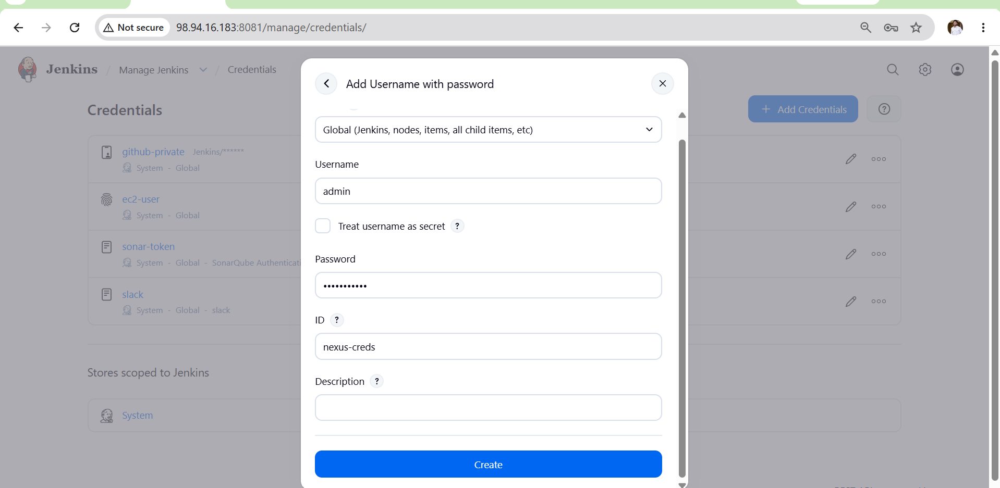 Not secure 98.94.16.183:8081/manage/credentials/
Jenkins / Manage Jenkins / Credentials
Credentials
+ Add Credentials
?
github-private Jenkins/******
System - Global
ec2-user
System - Global
sonar-token
System - Global - SonarQube Authenticati
slack
System - Global - slack
Stores scoped to Jenkins
System
Add Username with password
Global (Jenkins, nodes, items, all child items, etc)
Username
admin
Treat username as secret ?
Password
•••••••••••
ID ?
nexus-creds
Description ?
Create